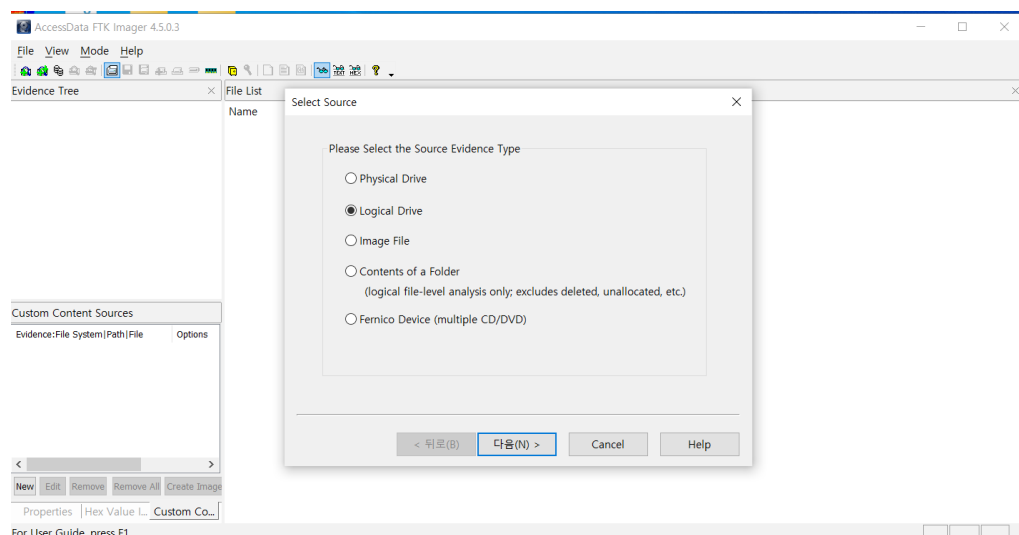 AccessData FTK Imager 4.5.0.3
File View Mode Help
Evidence Tree
File List
Name
Select Source
Please Select the Source Evidence Type
Physical Drive
Logical Drive
Image File
Contents of a Folder
(logical file-level analysis only; excludes deleted, unallocated, etc.)
Fernico Device (multiple CD/DVD)
< 뒤로(B) 다음(N) > Cancel Help
Custom Content Sources
Evidence:File System|Path|File Options
New Edit Remove Remove All Create Image
Properties Hex Value I... Custom Co...
For User Guide, press F1